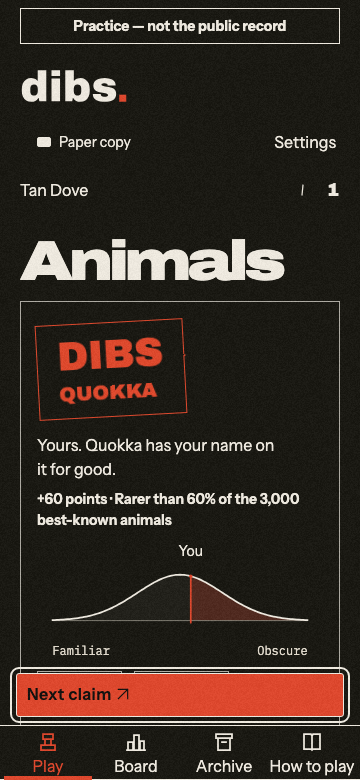 Practice — not the public record
dibs.
Paper copy
Settings
Tan Dove / 1
Animals
DIBS
QUOKKA
Yours. Quokka has your name on
it for good.
+60 points · Rarer than 60% of the 3,000
best-known animals
You
Familiar
Obscure
Next claim ↗
Play
Board
Archive
How to play